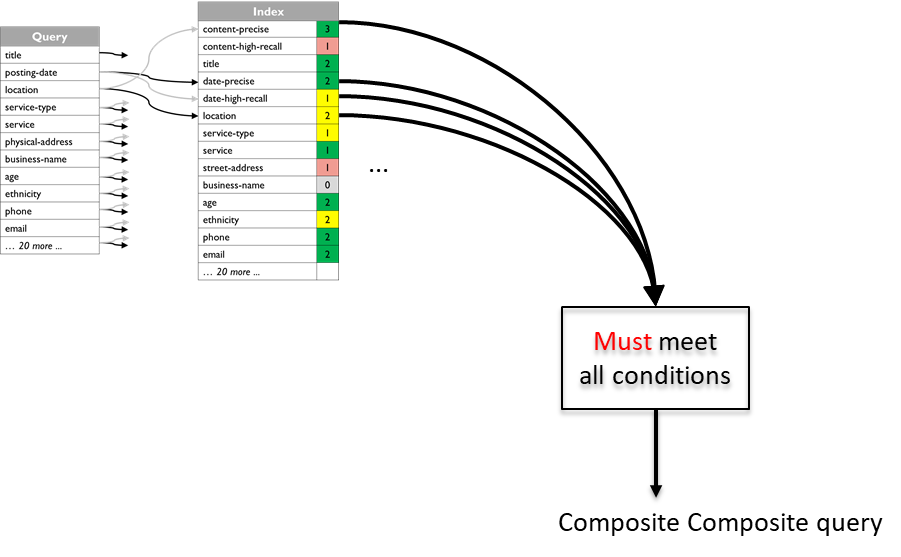 Query
title
posting-date
location
service-type
service
physical-address
business-name
age
ethnicity
phone
email
... 20 more ...
Index
content-precise 3
content-high-recall 1
title 2
date-precise 2
date-high-recall 1
location 2
service-type 1
service 1
street-address 1
business-name 0
age 2
ethnicity 2
phone 2
email 2
... 20 more ...
...
Must meet
all conditions
Composite Composite query